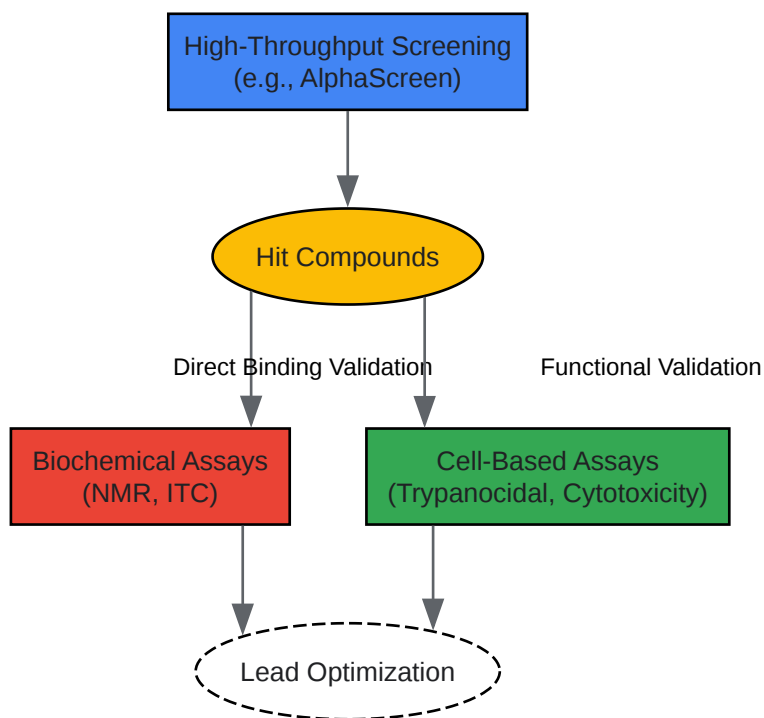 High-Throughput Screening
(e.g., AlphaScreen)
Hit Compounds
Direct Binding Validation
Functional Validation
Biochemical Assays
(NMR, ITC)
Cell-Based Assays
(Trypanocidal, Cytotoxicity)
Lead Optimization